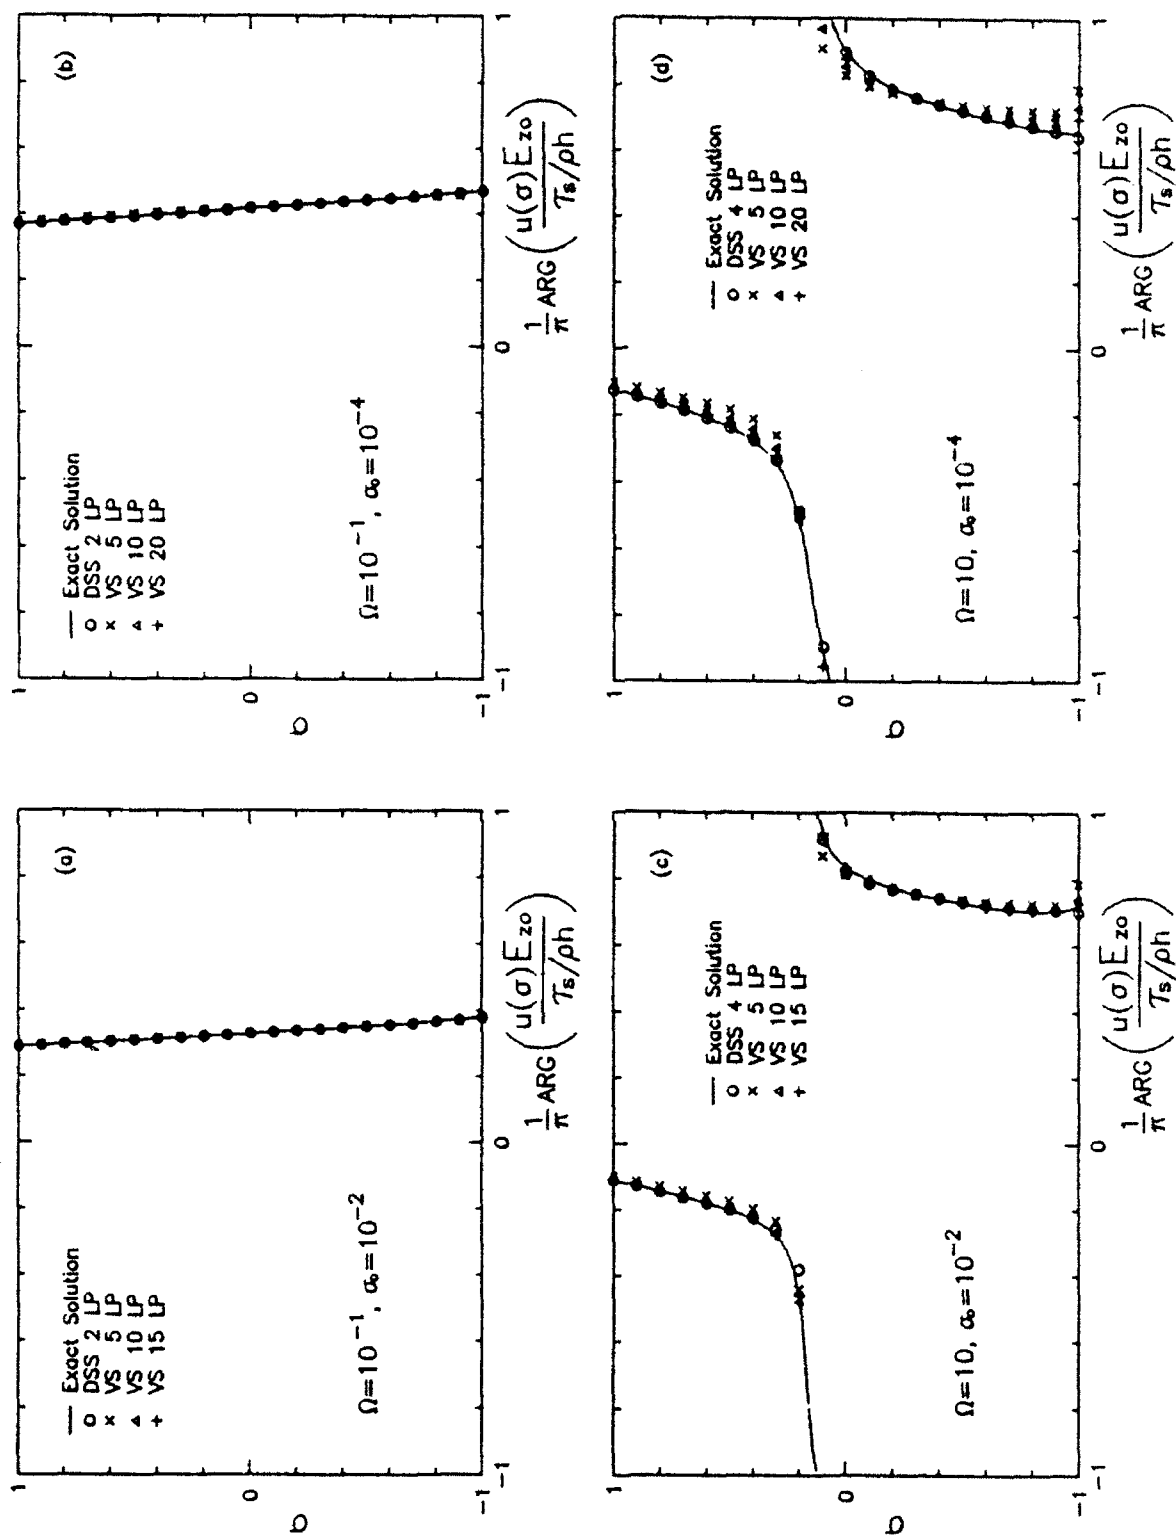 (a)
— Exact Solution
o DSS 2 LP
× VS 5 LP
▵ VS 10 LP
+ VS 15 LP
Ω=10⁻¹, σ₀=10⁻²
σ
1
0
-1
-1
0
1
1/π ARG(u(σ)E_zo / τ_s/ρh)
(b)
— Exact Solution
o DSS 2 LP
× VS 5 LP
▵ VS 10 LP
+ VS 20 LP
Ω=10⁻¹, σ₀=10⁻⁴
σ
1
0
-1
-1
0
1
1/π ARG(u(σ)E_zo / τ_s/ρh)
(c)
— Exact Solution
o DSS 4 LP
× VS 5 LP
▵ VS 10 LP
+ VS 15 LP
Ω=10, σ₀=10⁻²
σ
1
0
-1
-1
0
1
1/π ARG(u(σ)E_zo / τ_s/ρh)
(d)
— Exact Solution
o DSS 4 LP
× VS 5 LP
▵ VS 10 LP
+ VS 20 LP
Ω=10, σ₀=10⁻⁴
σ
1
0
-1
-1
0
1
1/π ARG(u(σ)E_zo / τ_s/ρh)